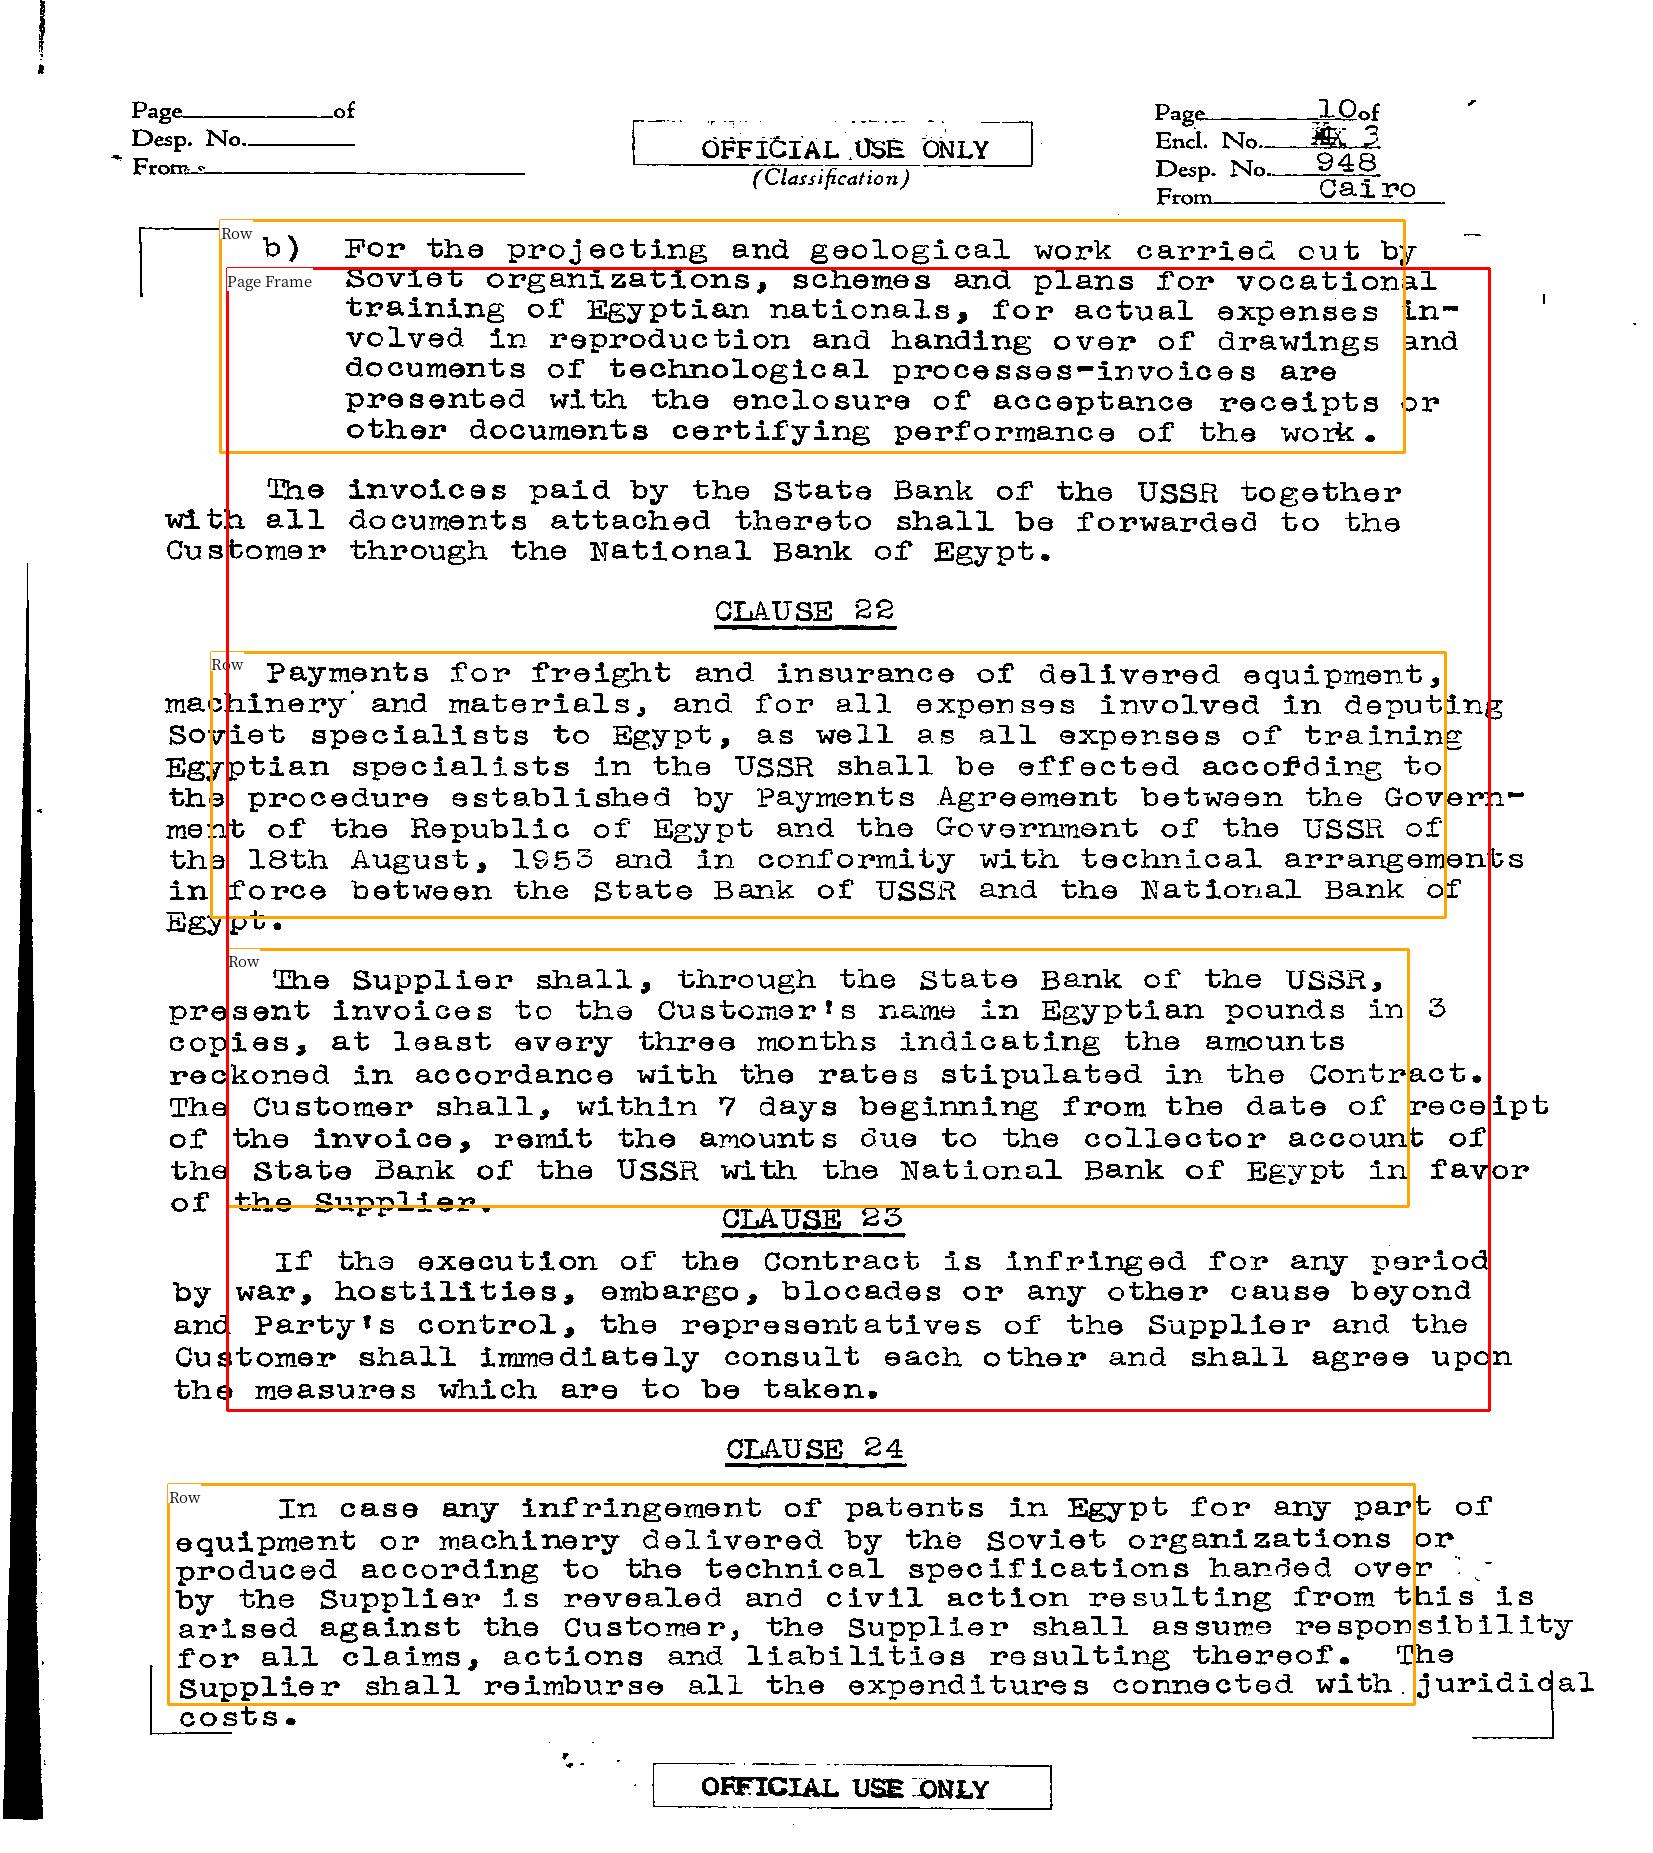 Page of
Desp. No.
From
OFFICIAL USE ONLY
(Classification)
Page 10 of
Encl. No. 3
Desp. No. 948
From Cairo
Row
b) For the projecting and geological work carried out by
Page Frame
Soviet organizations, schemes and plans for vocational
training of Egyptian nationals, for actual expenses in-
volved in reproduction and handing over of drawings and
documents of technological processes-invoices are
presented with the enclosure of acceptance receipts or
other documents certifying performance of the work.
The invoices paid by the State Bank of the USSR together
with all documents attached thereto shall be forwarded to the
Customer through the National Bank of Egypt.
CLAUSE 22
Row
Payments for freight and insurance of delivered equipment,
machinery and materials, and for all expenses involved in deputing
Soviet specialists to Egypt, as well as all expenses of training
Egyptian specialists in the USSR shall be effected according to
the procedure established by Payments Agreement between the Govern-
ment of the Republic of Egypt and the Government of the USSR of
the 18th August, 1953 and in conformity with technical arrangements
in force between the State Bank of USSR and the National Bank of
Egypt.
Row
The Supplier shall, through the State Bank of the USSR,
present invoices to the Customer's name in Egyptian pounds in 3
copies, at least every three months indicating the amounts
reckoned in accordance with the rates stipulated in the Contract.
The Customer shall, within 7 days beginning from the date of receipt
of the invoice, remit the amounts due to the collector account of
the State Bank of the USSR with the National Bank of Egypt in favor
of the Supplier.
CLAUSE 23
If the execution of the Contract is infringed for any period
by war, hostilities, embargo, blocades or any other cause beyond
and Party's control, the representatives of the Supplier and the
Customer shall immediately consult each other and shall agree upon
the measures which are to be taken.
CLAUSE 24
Row
In case any infringement of patents in Egypt for any part of
equipment or machinery delivered by the Soviet organizations or
produced according to the technical specifications handed over
by the Supplier is revealed and civil action resulting from this is
arised against the Customer, the Supplier shall assume responsibility
for all claims, actions and liabilities resulting thereof. The
Supplier shall reimburse all the expenditures connected with juridical
costs.
OFFICIAL USE ONLY